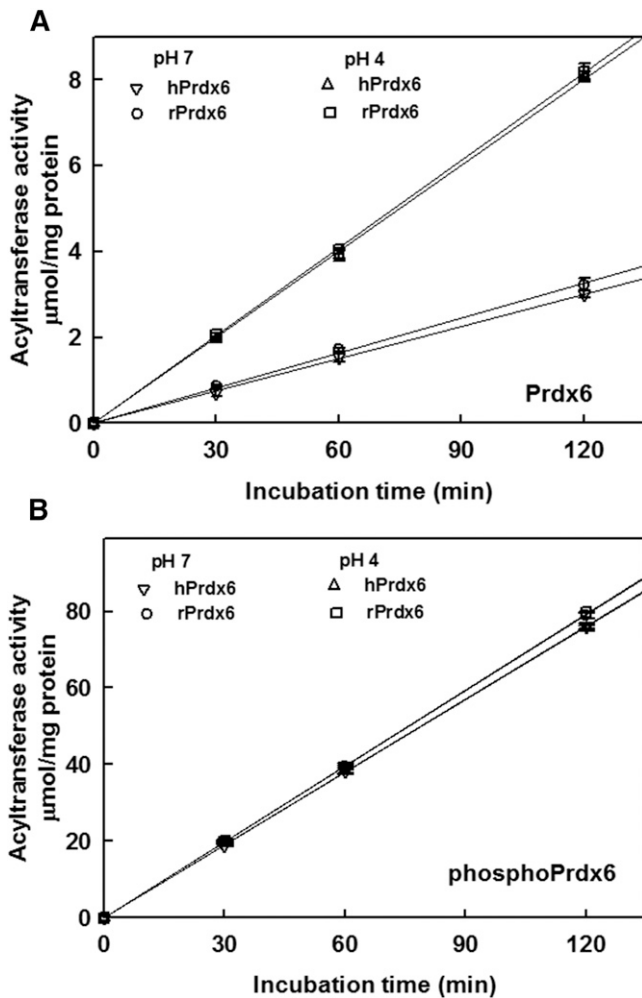 A
pH 7 pH 4
hPrdx6 hPrdx6
rPrdx6 rPrdx6
8
6
4
2
0
Acyltransferase activity
µmol/mg protein
Prdx6
0 30 60 90 120
Incubation time (min)
B
pH 7 pH 4
hPrdx6 hPrdx6
rPrdx6 rPrdx6
80
60
40
20
0
Acyltransferase activity
µmol/mg protein
phosphoPrdx6
0 30 60 90 120
Incubation time (min)